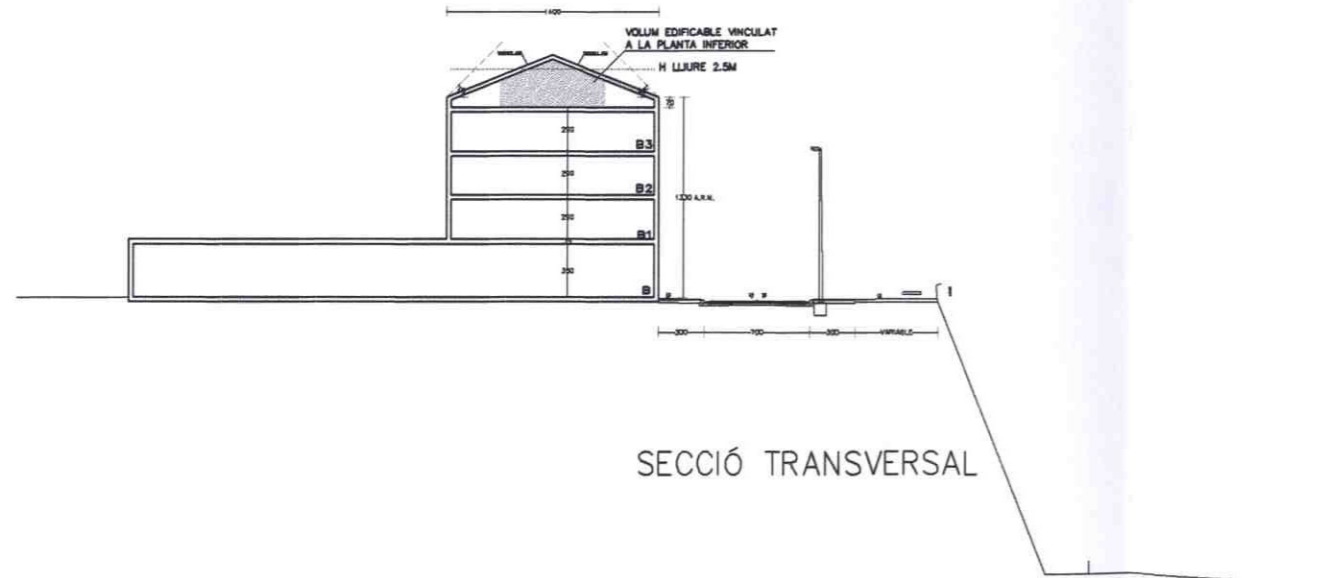 1400
VOLUM EDIFICABLE VINCULAT
A LA PLANTA INFERIOR
H LLIURE 2.5M
250
B3
250
B2
1330 A.R.M.
250
B1
350
B
300
700
300
VARIABLE
SECCIÓ TRANSVERSAL